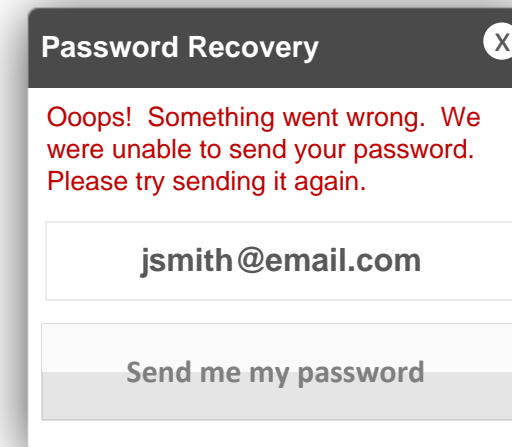 Password Recovery X
Ooops! Something went wrong. We
were unable to send your password.
Please try sending it again.
jsmith@email.com
Send me my password